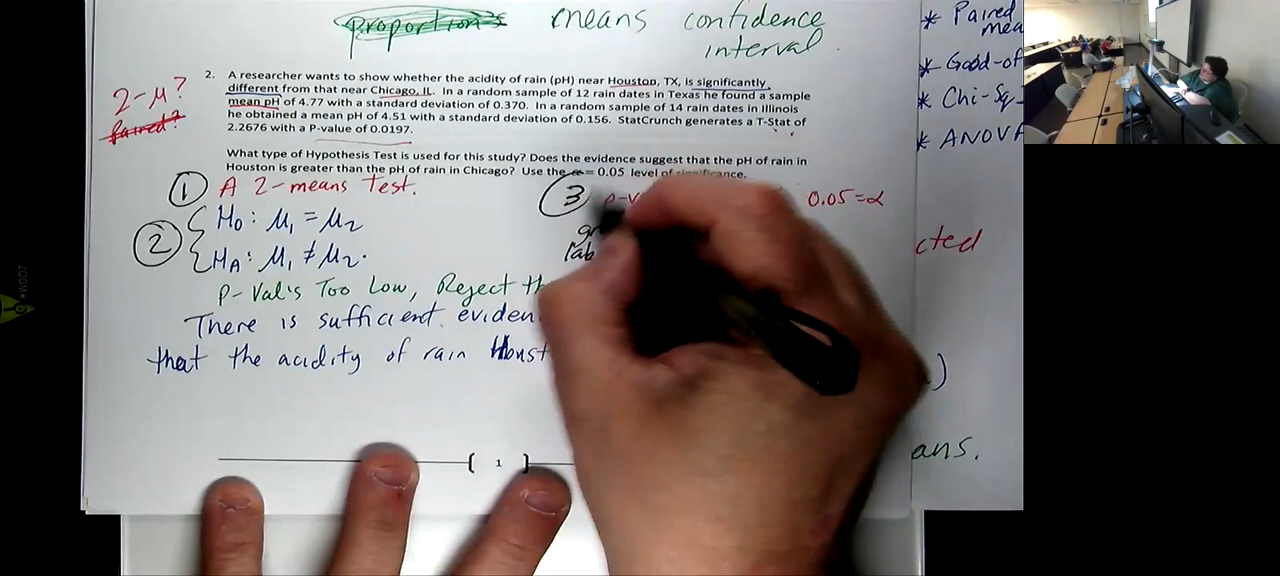 proportions means confidence
interval
* Paired
mea
* Good-of
* Chi-Sq-
* ANOVA
2-μ?
Paired?
2. A researcher wants to show whether the acidity of rain (pH) near Houston, TX, is significantly
different from that near Chicago, IL. In a random sample of 12 rain dates in Texas he found a sample
mean pH of 4.77 with a standard deviation of 0.370. In a random sample of 14 rain dates in Illinois
he obtained a mean pH of 4.51 with a standard deviation of 0.156. StatCrunch generates a T-Stat of
2.2676 with a P-value of 0.0197.
What type of Hypothesis Test is used for this study? Does the evidence suggest that the pH of rain in
Houston is greater than the pH of rain in Chicago? Use the α = 0.05 level of significance.
① A 2-means Test.
② H0: μ1 = μ2
HA: μ1 ≠ μ2.
P-Val's Too Low, Reject th
There is sufficient eviden
that the acidity of rain Houst
③ P-V 0.05=α
lab
cted
)
ans.
{ 1 }
ZOOM